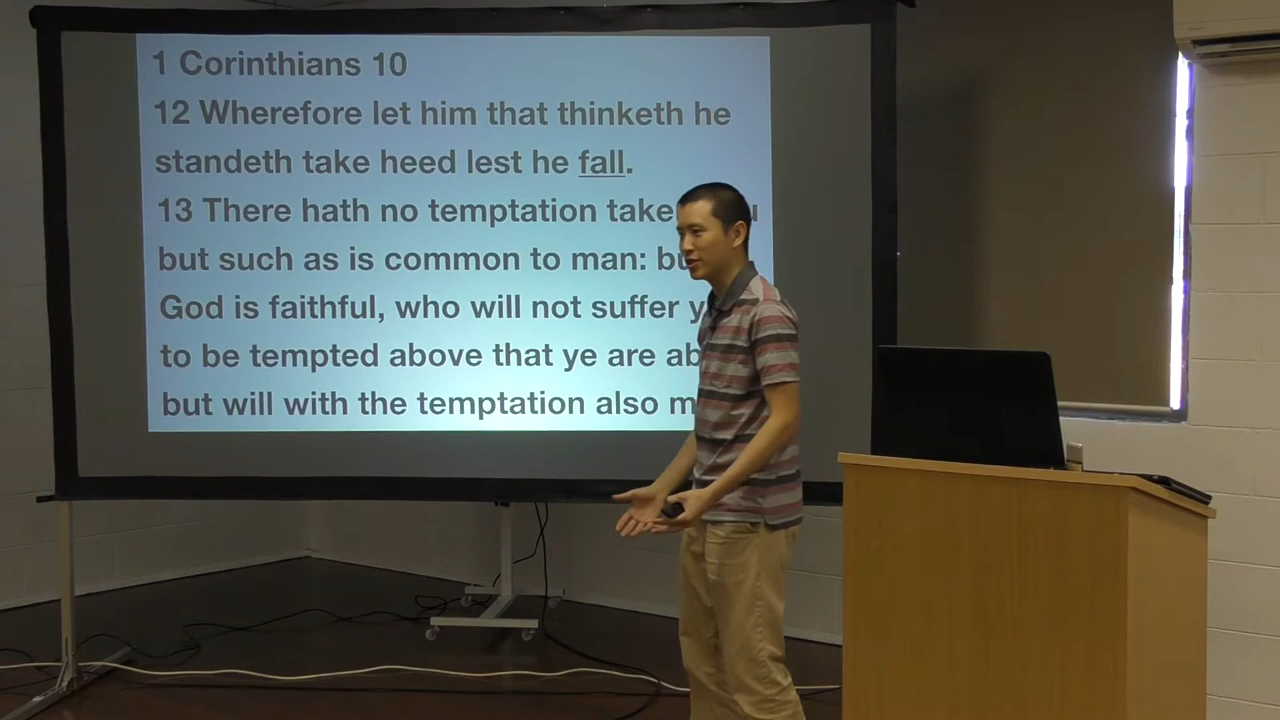 1 Corinthians 10
12 Wherefore let him that thinketh he
standeth take heed lest he fall.
13 There hath no temptation
but such as is common to man:
God is faithful, who will not suffer
to be tempted above that ye are
but will with the temptation also